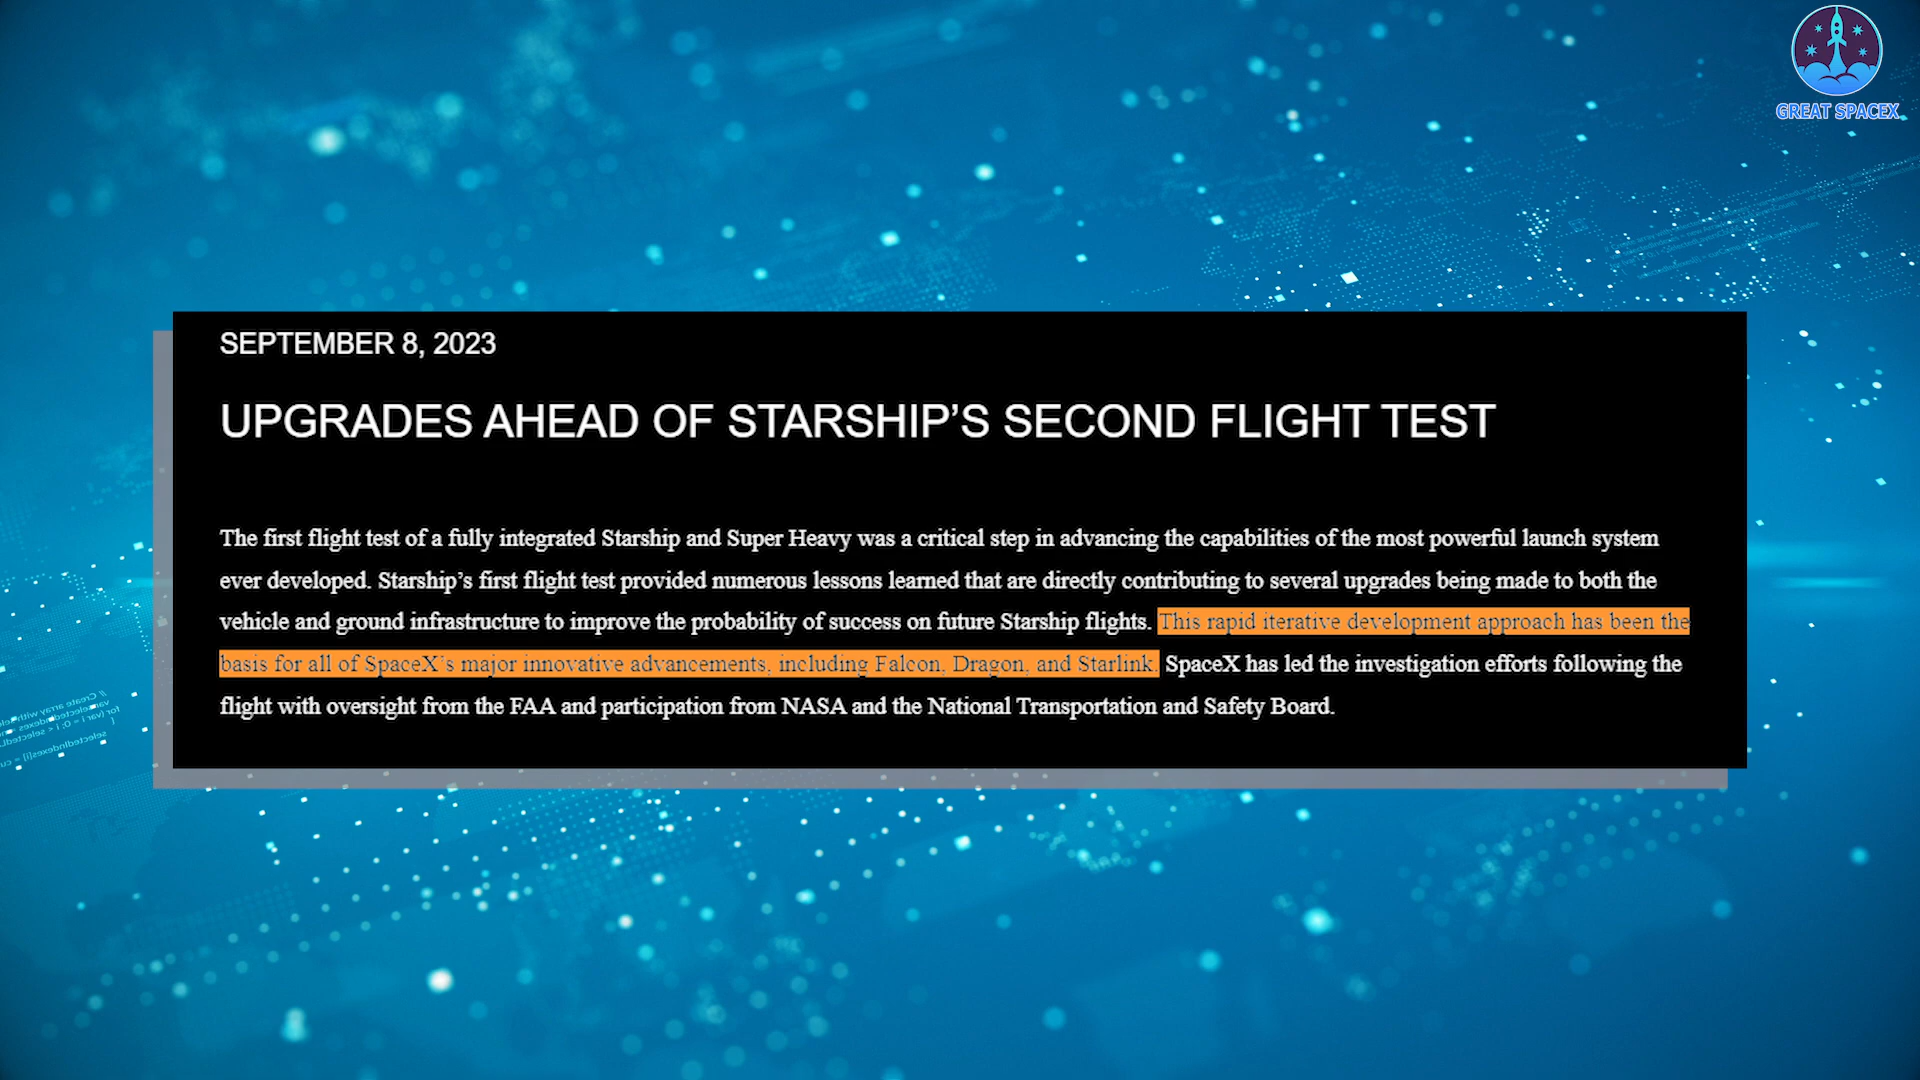 GREAT SPACEX
SEPTEMBER 8, 2023
UPGRADES AHEAD OF STARSHIP’S SECOND FLIGHT TEST
The first flight test of a fully integrated Starship and Super Heavy was a critical step in advancing the capabilities of the most powerful launch system
ever developed. Starship’s first flight test provided numerous lessons learned that are directly contributing to several upgrades being made to both the
vehicle and ground infrastructure to improve the probability of success on future Starship flights. This rapid iterative development approach has been the
basis for all of SpaceX’s major innovative advancements, including Falcon, Dragon, and Starlink. SpaceX has led the investigation efforts following the
flight with oversight from the FAA and participation from NASA and the National Transportation and Safety Board.